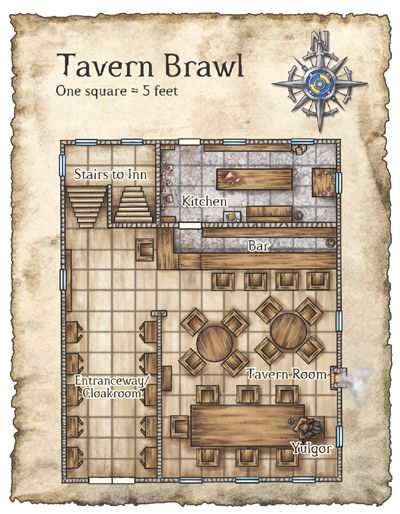 N
Tavern Brawl
One square = 5 feet
Stairs to Inn
Kitchen
Bar
Tavern Room
Entranceway/
Cloakroom
Yulgor